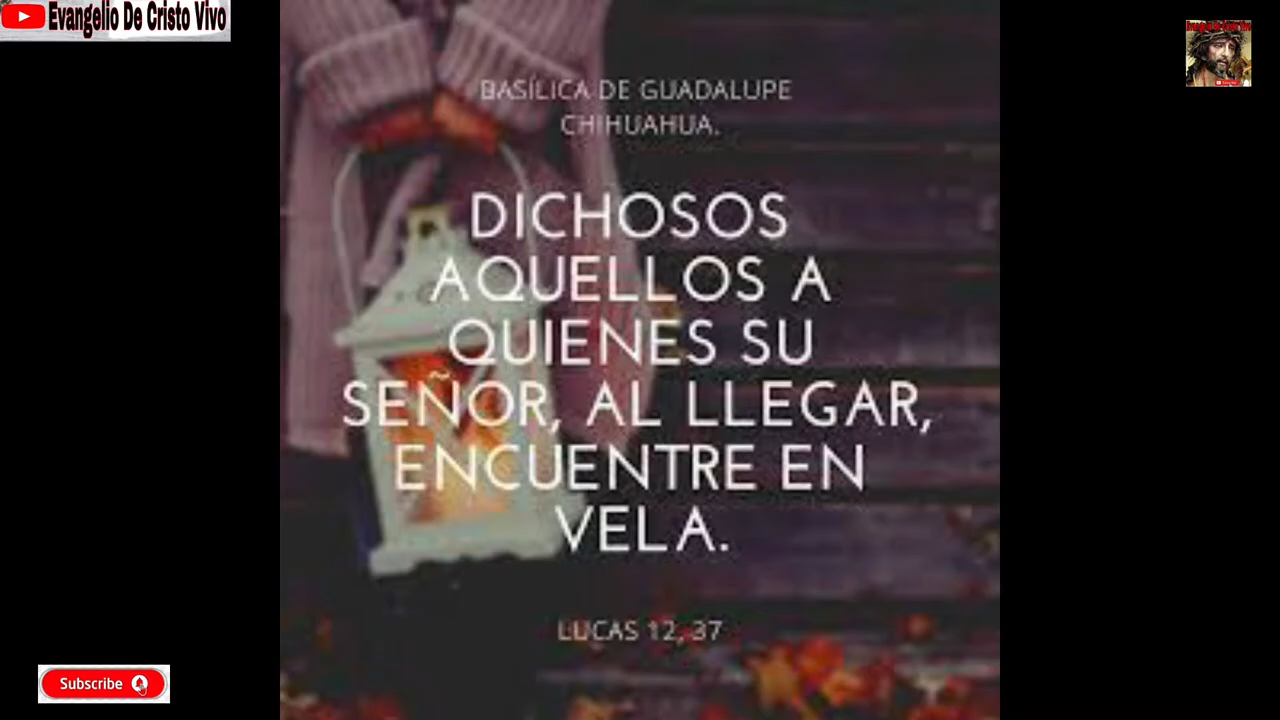 Evangelio De Cristo Vivo
BASÍLICA DE GUADALUPE
CHIHUAHUA.
DICHOSOS
AQUELLOS A
QUIENES SU
SEÑOR, AL LLEGAR,
ENCUENTRE EN
VELA.
LUCAS 12, 37
Subscribe